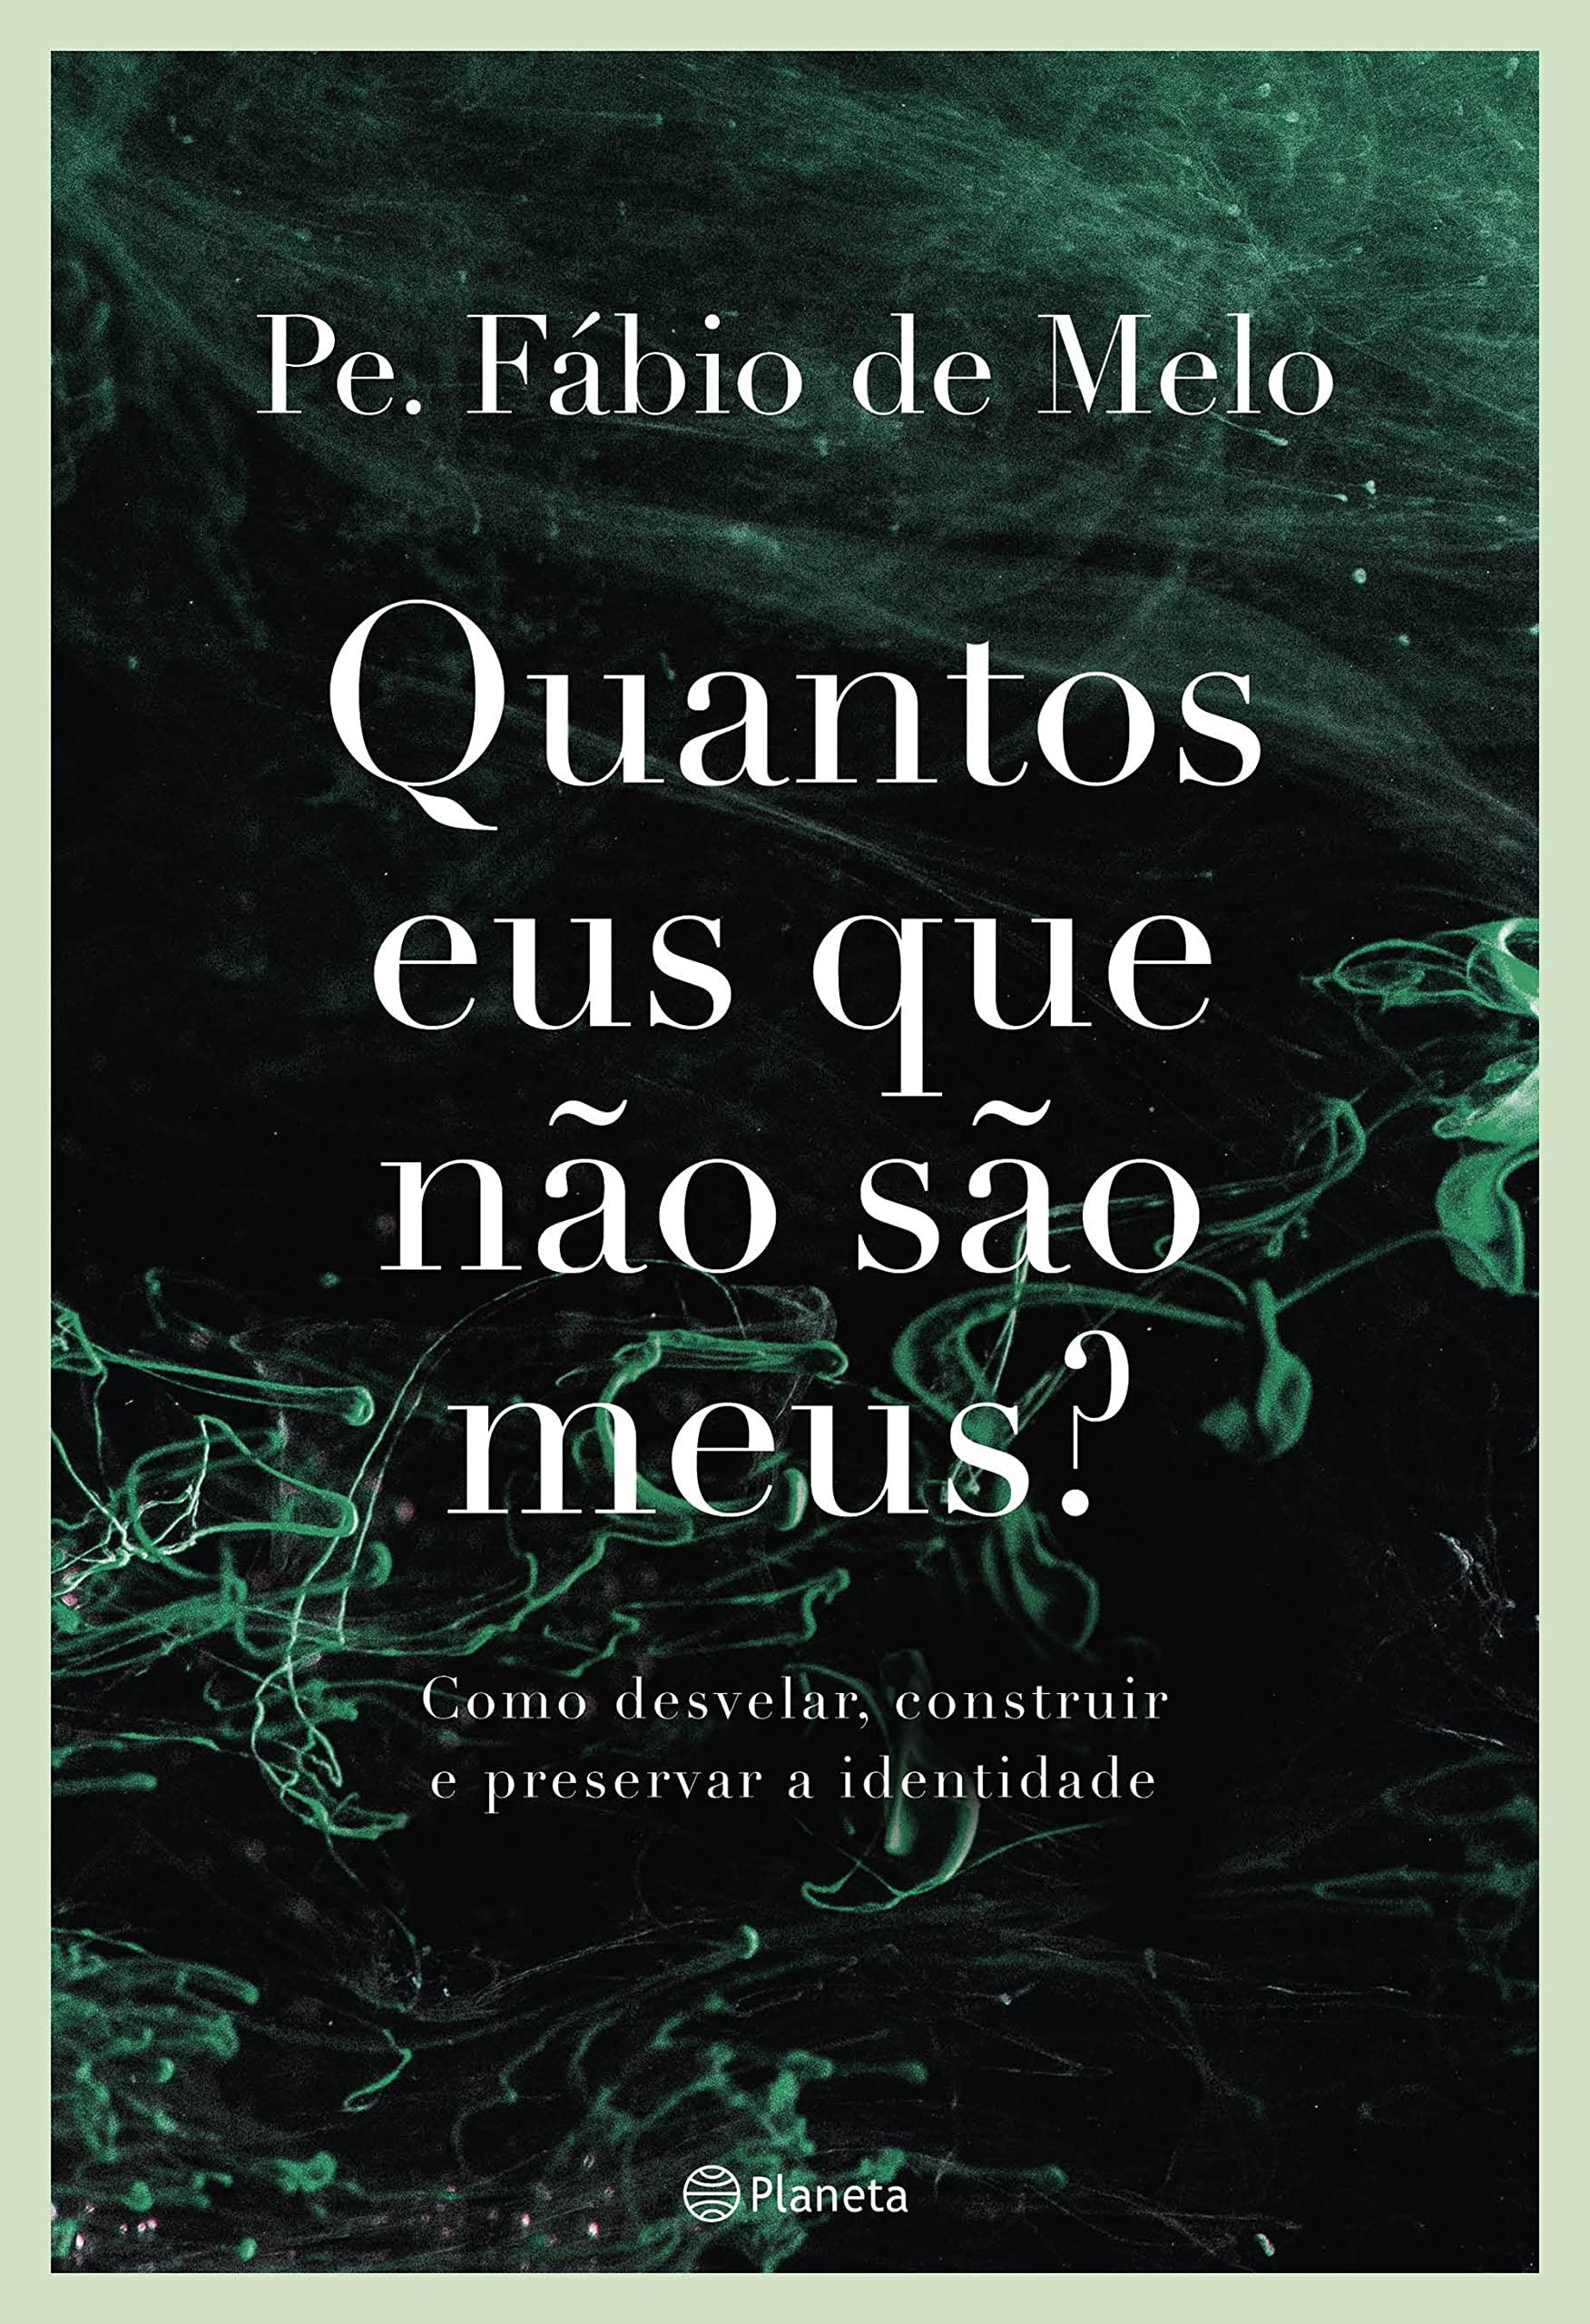 Pe. Fábio de Melo
Quantos
eus que
não são
meus?
Como desvelar, construir
e preservar a identidade
Planeta